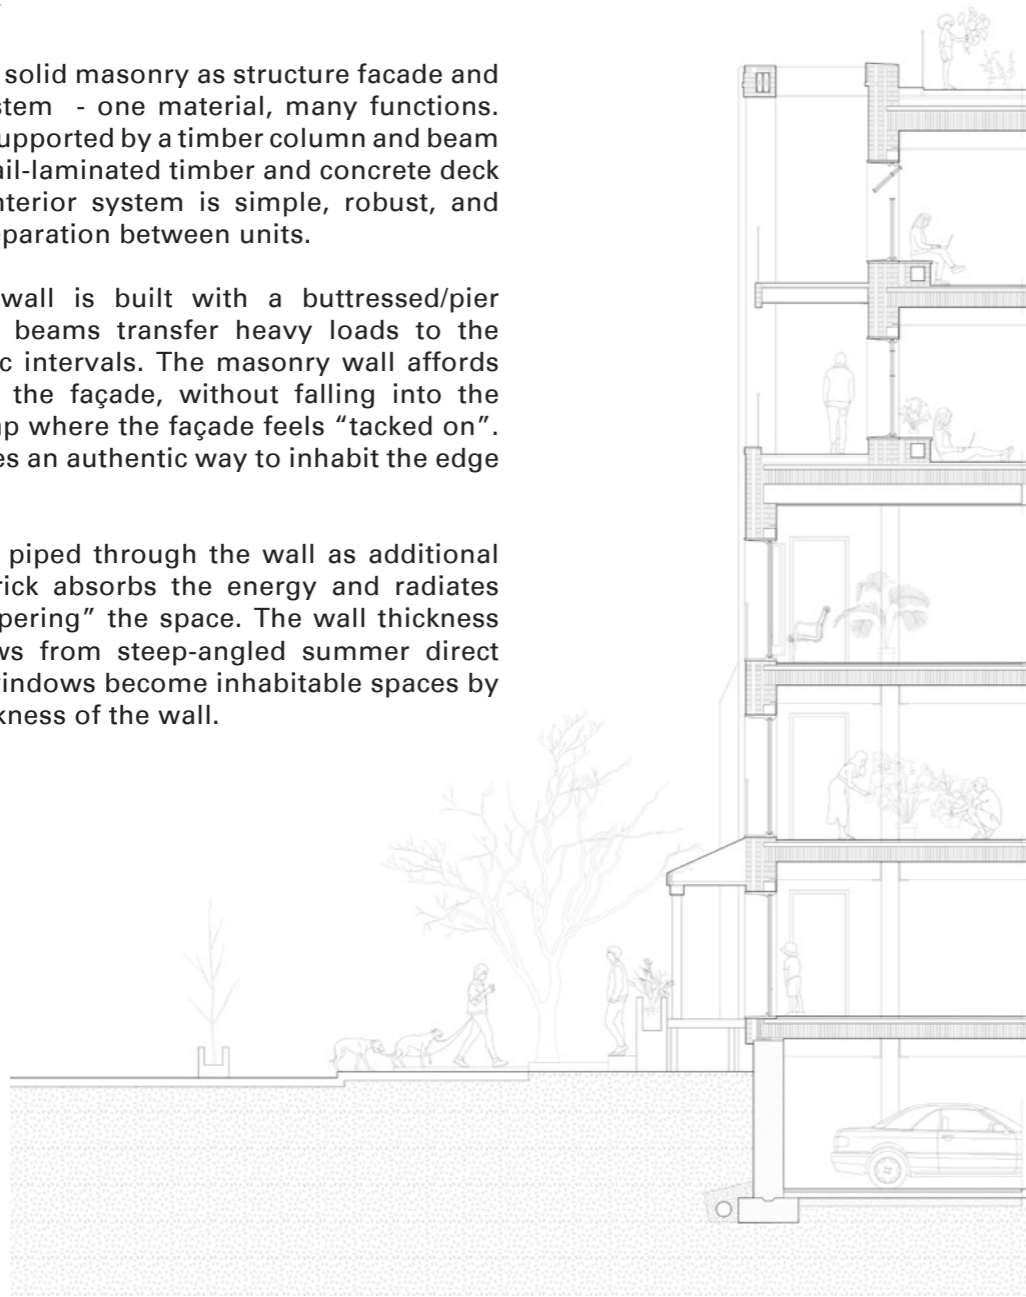 solid masonry as structure facade and
stem - one material, many functions.
supported by a timber column and beam
ail-laminated timber and concrete deck
nterior system is simple, robust, and
eparation between units.
wall is built with a buttressed/pier
beams transfer heavy loads to the
c intervals. The masonry wall affords
the façade, without falling into the
ap where the façade feels “tacked on”.
es an authentic way to inhabit the edge
piped through the wall as additional
rick absorbs the energy and radiates
pering” the space. The wall thickness
ws from steep-angled summer direct
windows become inhabitable spaces by
kness of the wall.